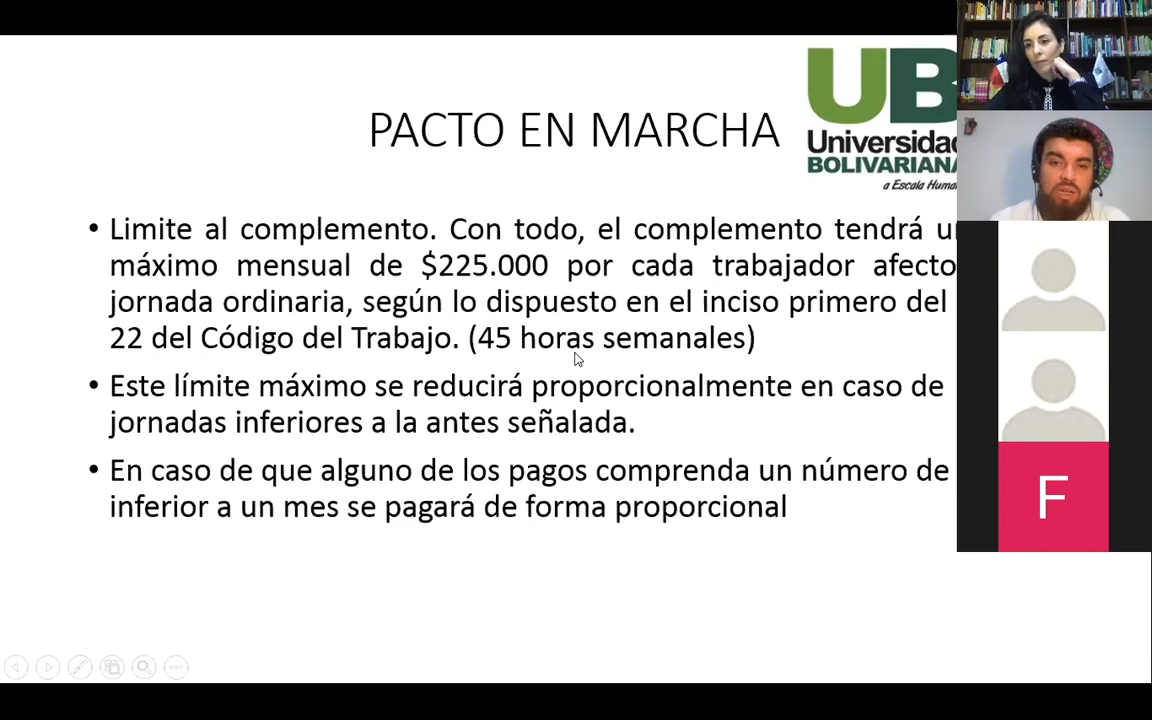 PACTO EN MARCHA
UB
Universidad
BOLIVARIANA
a Escala Huma
• Limite al complemento. Con todo, el complemento tendrá un
máximo mensual de $225.000 por cada trabajador afecto
jornada ordinaria, según lo dispuesto en el inciso primero del
22 del Código del Trabajo. (45 horas semanales)
• Este límite máximo se reducirá proporcionalmente en caso de
jornadas inferiores a la antes señalada.
• En caso de que alguno de los pagos comprenda un número de
inferior a un mes se pagará de forma proporcional
F